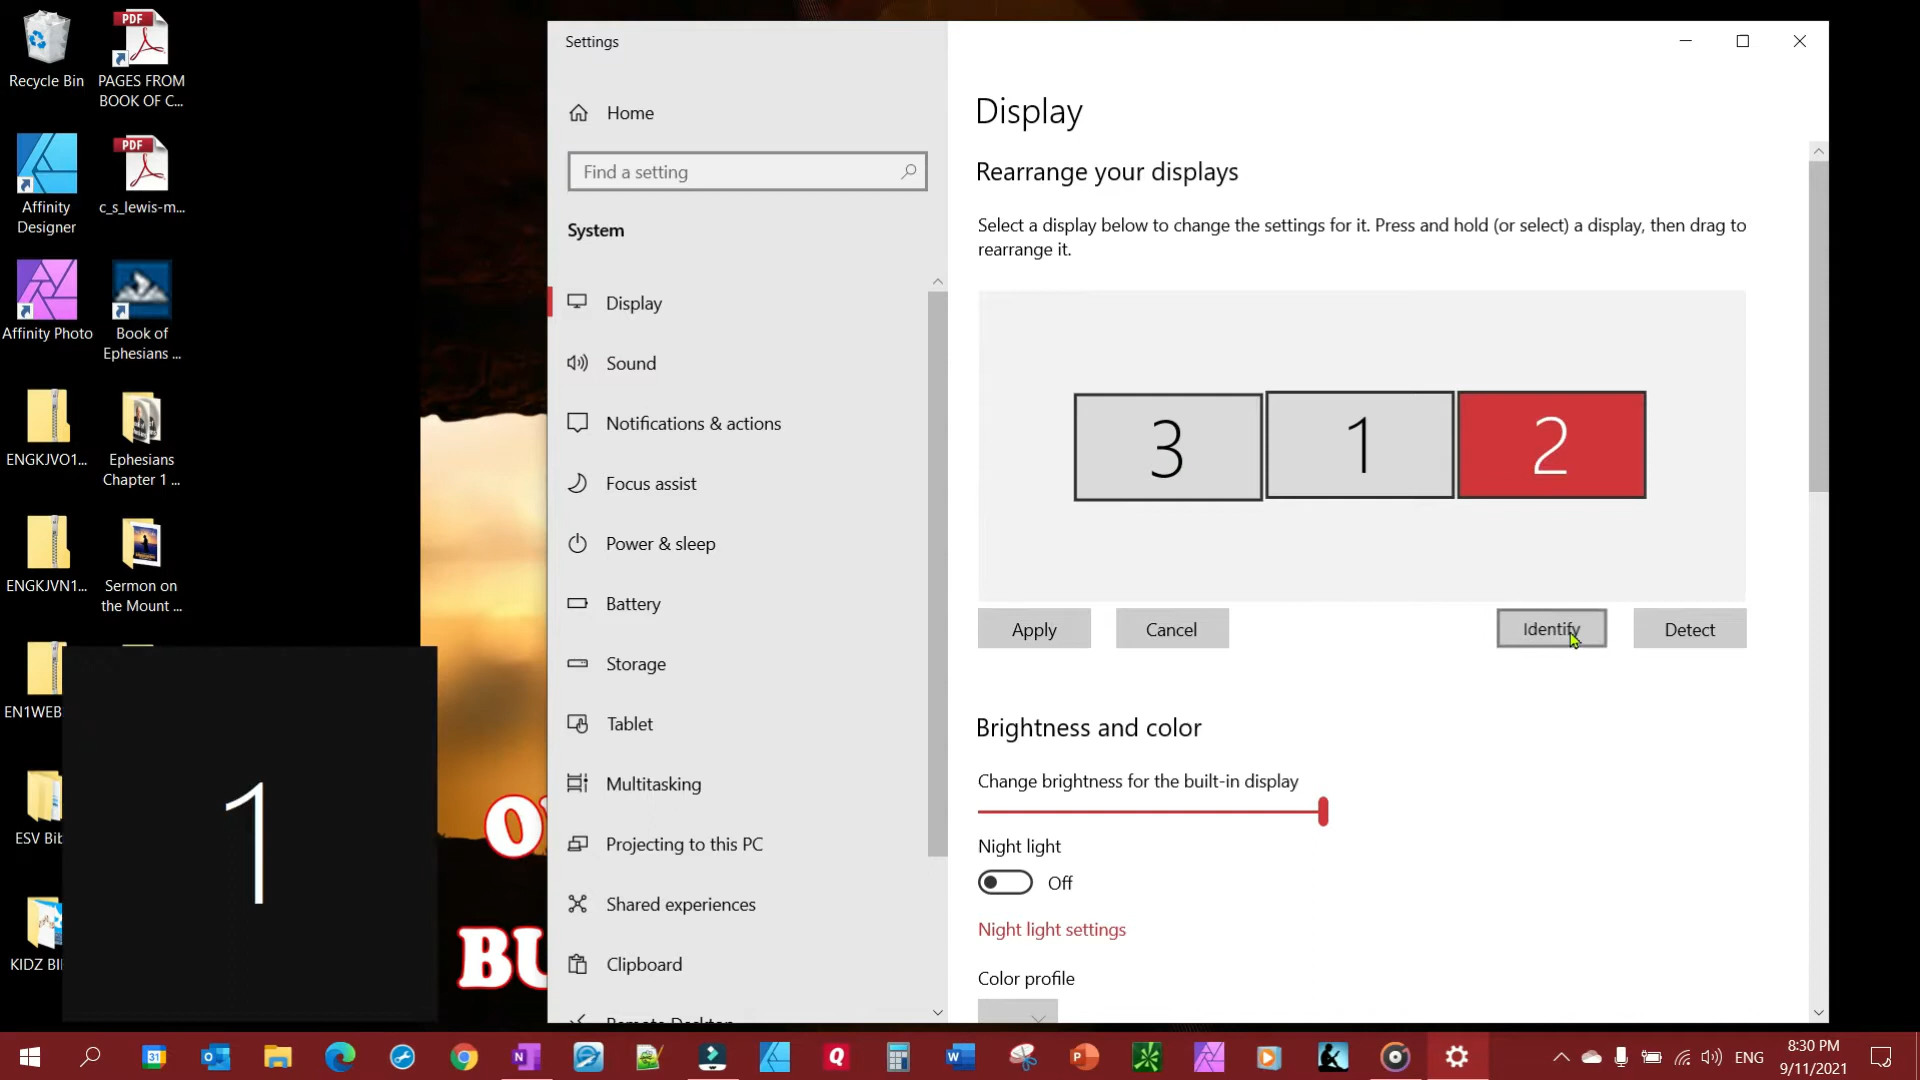 Recycle Bin
PAGES FROM
BOOK OF C...
Affinity
Designer
c_s_lewis-m...
Affinity Photo
Book of
Ephesians ...
ENGKJVO1...
Ephesians
Chapter 1 ...
ENGKJVN1...
Sermon on
the Mount ...
EN1WEB
ESV Bib
KIDZ BI
1
O
BU
Settings
Home
Find a setting
System
Display
Sound
Notifications & actions
Focus assist
Power & sleep
Battery
Storage
Tablet
Multitasking
Projecting to this PC
Shared experiences
Clipboard
Remote Desktop
Display
Rearrange your displays
Select a display below to change the settings for it. Press and hold (or select) a display, then drag to
rearrange it.
3 1 2
Apply Cancel Identify Detect
Brightness and color
Change brightness for the built-in display
Night light
Off
Night light settings
Color profile
ENG
8:30 PM
9/11/2021